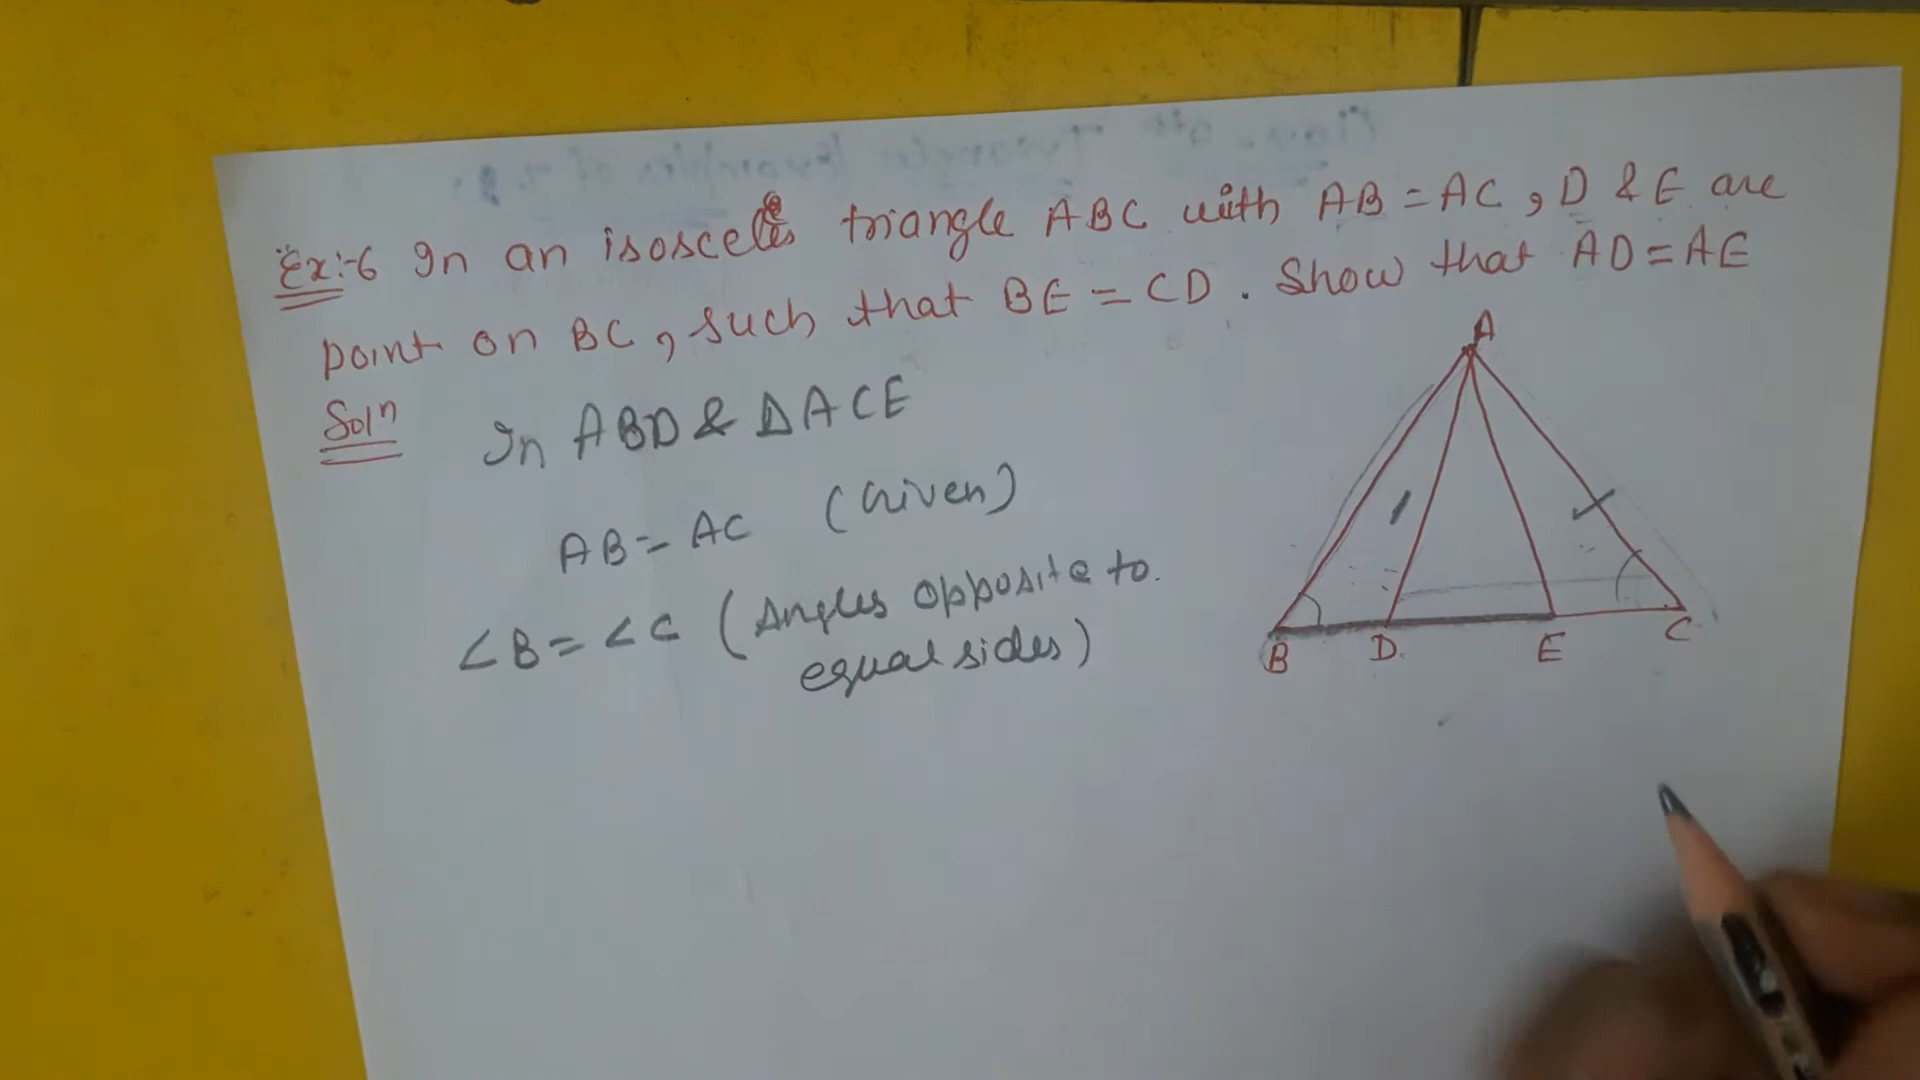 Ex:-6 In an isosceles triangle ABC with AB = AC, D & E are
point on BC, such that BE = CD. Show that AD = AE
Soln In ABD & ΔACE
AB = AC (Given)
∠B = ∠C (Angles opposite to
equal sides)
A
B D. E C